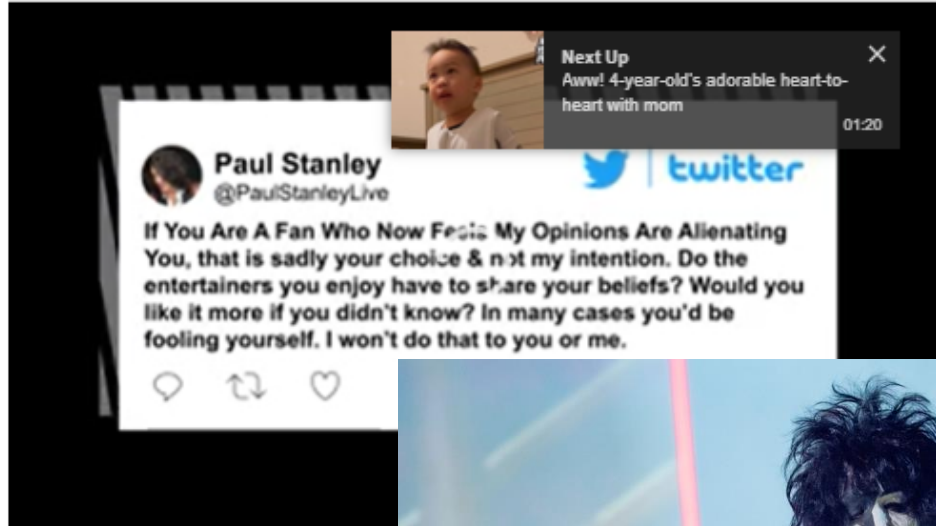 Next Up
Aww! 4-year-old's adorable heart-to-
heart with mom
01:20
Paul Stanley
@PaulStanleyLive
twitter
If You Are A Fan Who Now Feels My Opinions Are Alienating
You, that is sadly your choice & not my intention. Do the
entertainers you enjoy have to share your beliefs? Would you
like it more if you didn't know? In many cases you'd be
fooling yourself. I won't do that to you or me.